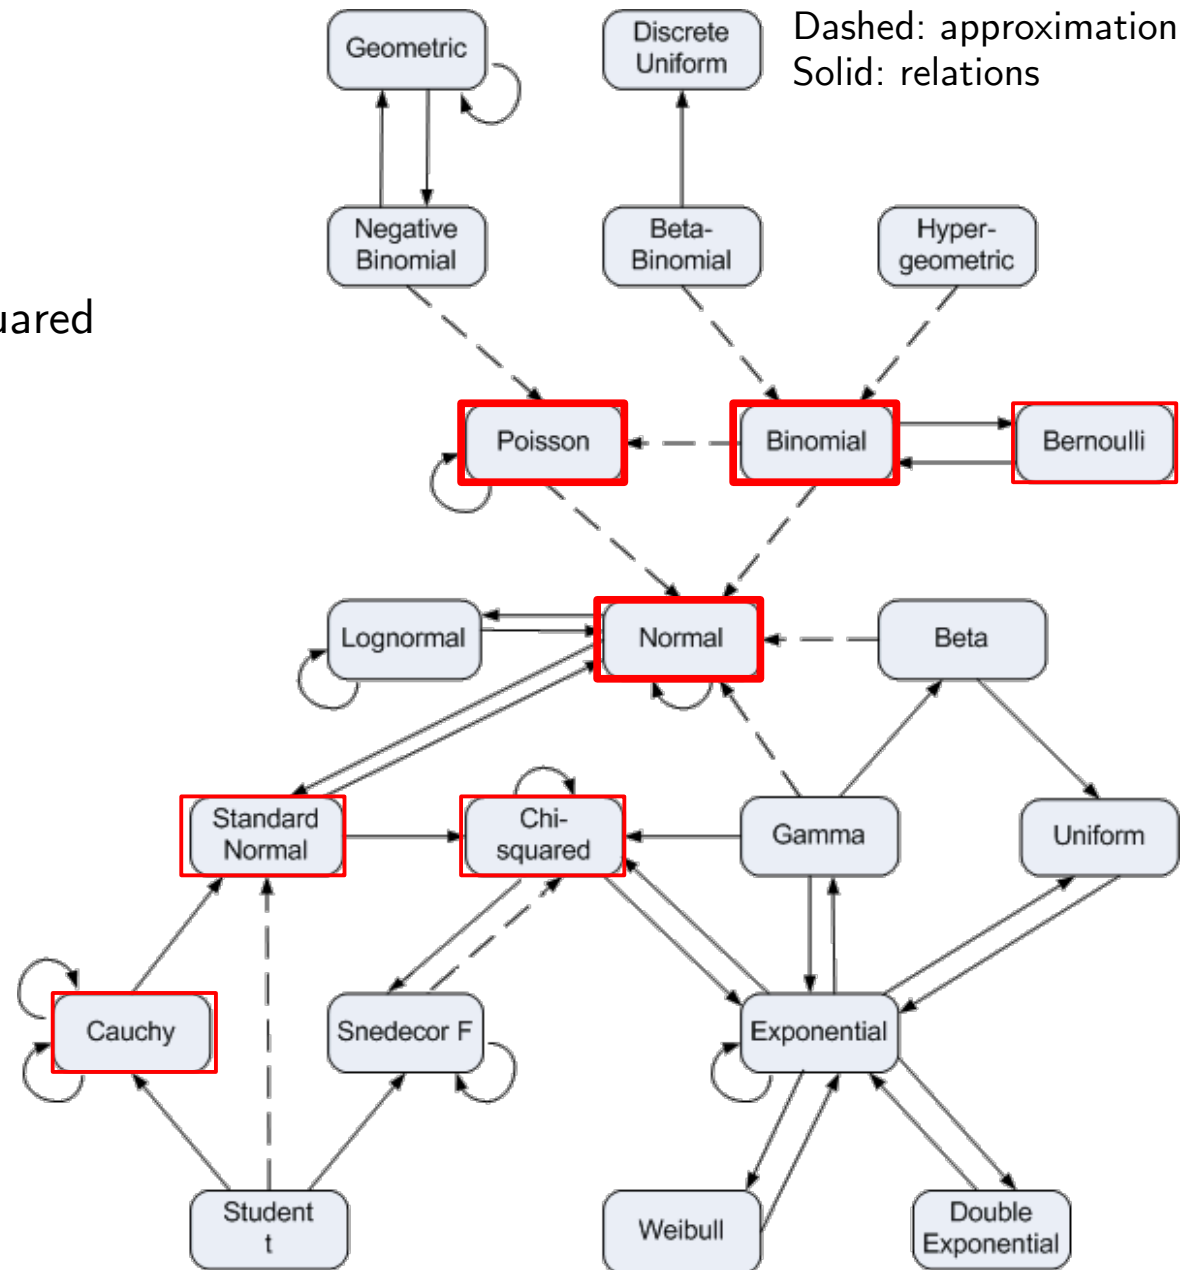 Geometric
Discrete
Uniform
Dashed: approximation
Solid: relations
Negative
Binomial
Beta-
Binomial
Hyper-
geometric
uared
Poisson
Binomial
Bernoulli
Lognormal
Normal
Beta
Standard
Normal
Chi-
squared
Gamma
Uniform
Cauchy
Snedecor F
Exponential
Student
t
Weibull
Double
Exponential